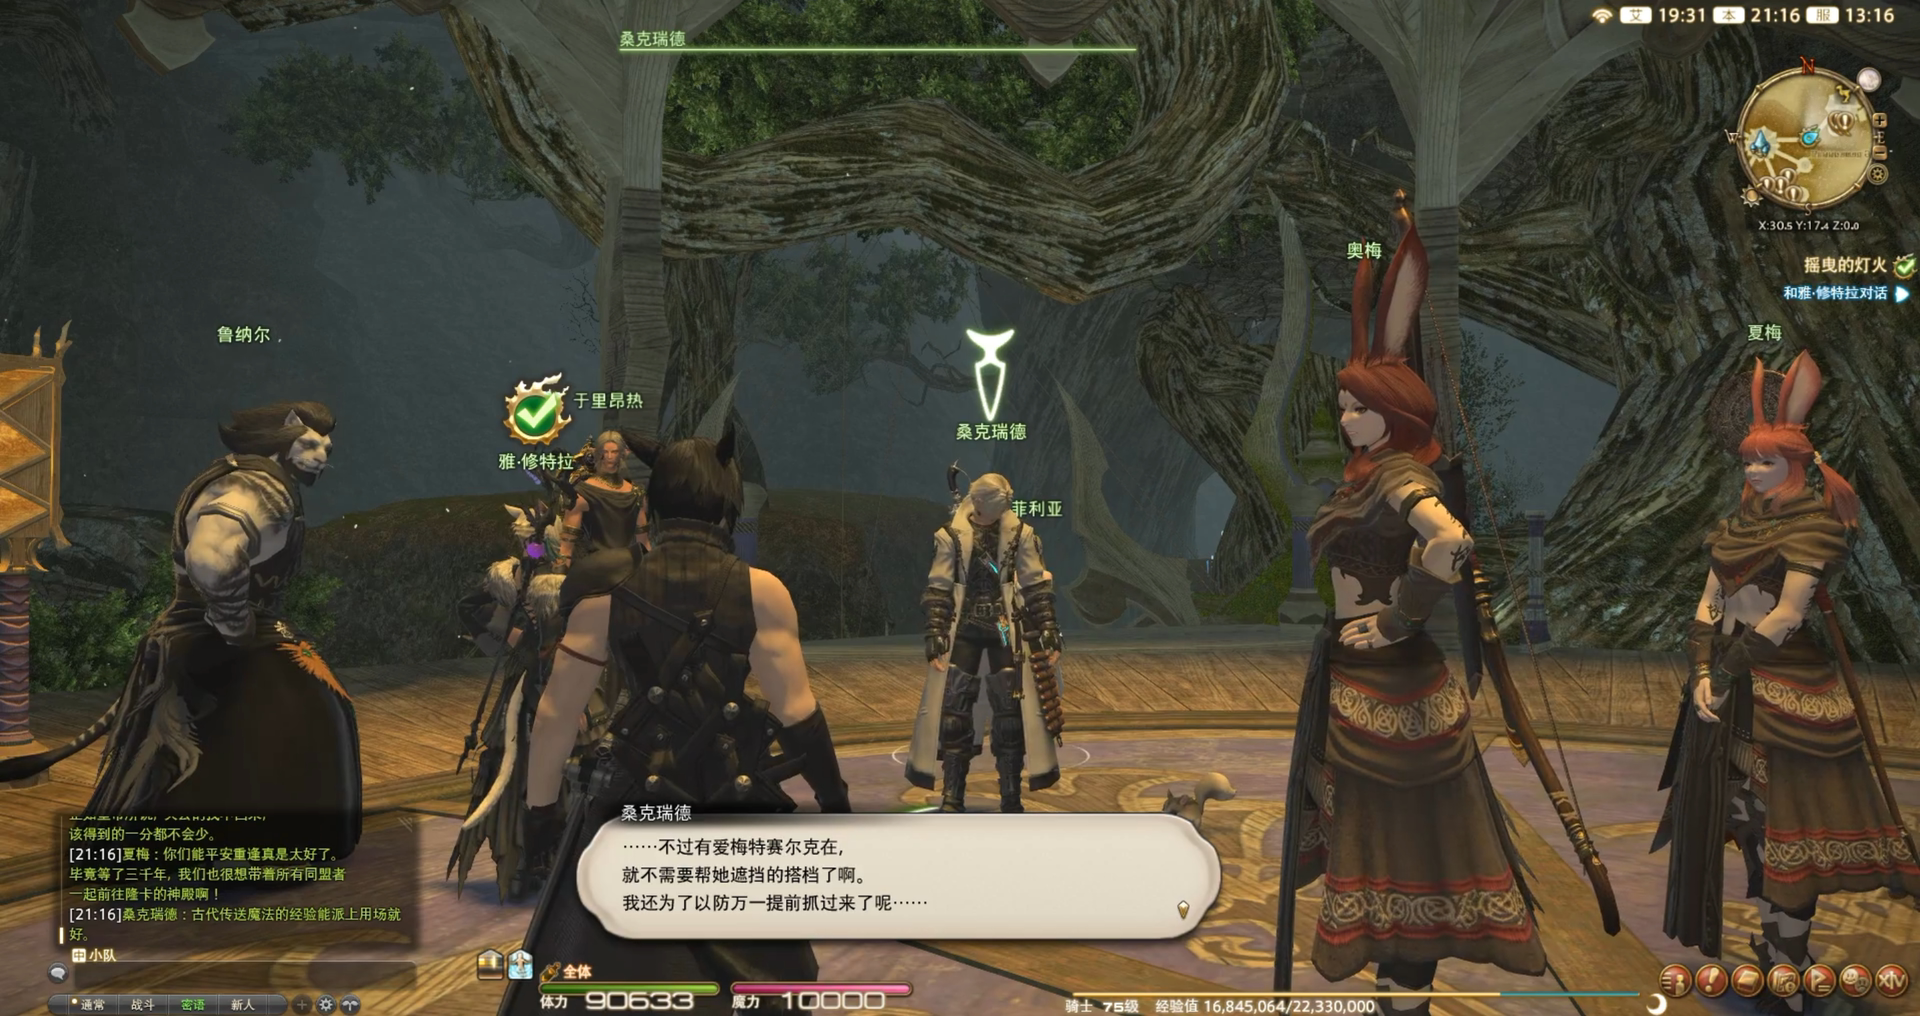 桑克瑞德
艾 19:31 本 21:16 服 13:16
N
X:30.5 Y:17.4 Z:0.0
摇曳的灯火
和雅·修特拉对话
奥梅
夏梅
鲁纳尔
于里昂热
雅·修特拉
桑克瑞德
菲利亚
桑克瑞德
……不过有爱梅特赛尔克在，
就不需要帮她遮挡的搭档了啊。
我还为了以防万一提前抓过来了呢……
该得到的一分都不会少。
[21:16]夏梅：你们能平安重逢真是太好了。
毕竟等了三千年，我们也很想带着所有同盟者
一起前往隆卡的神殿啊！
[21:16]桑克瑞德：古代传送魔法的经验能派上用场就
好。
小队
通常 战斗 密语 新人
全体
体力 90633 魔力 10000
骑士 75级 经验值 16,845,064/22,330,000